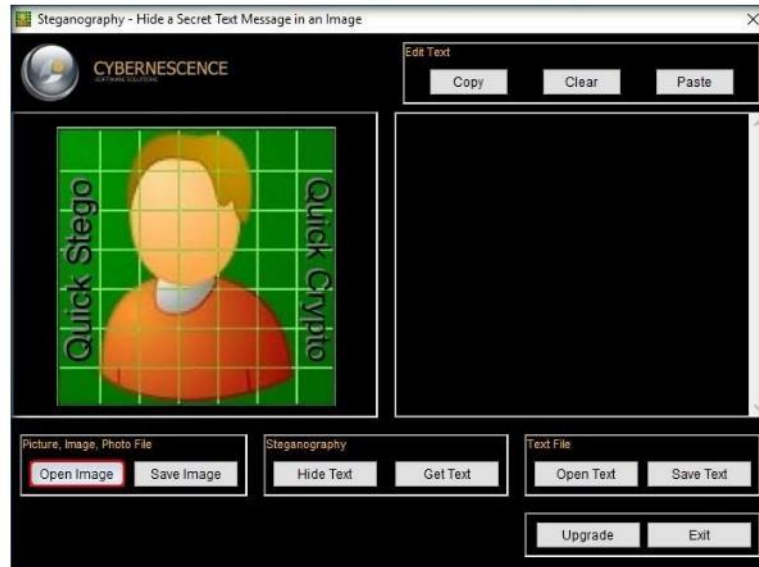 Steganography - Hide a Secret Text Message in an Image
CYBERNESCENCE
SOFTWARE SOLUTIONS
Edit Text
Copy Clear Paste
Quick Stego
Quick Crypto
Picture, Image, Photo File
Open Image Save Image
Steganography
Hide Text Get Text
Text File
Open Text Save Text
Upgrade Exit